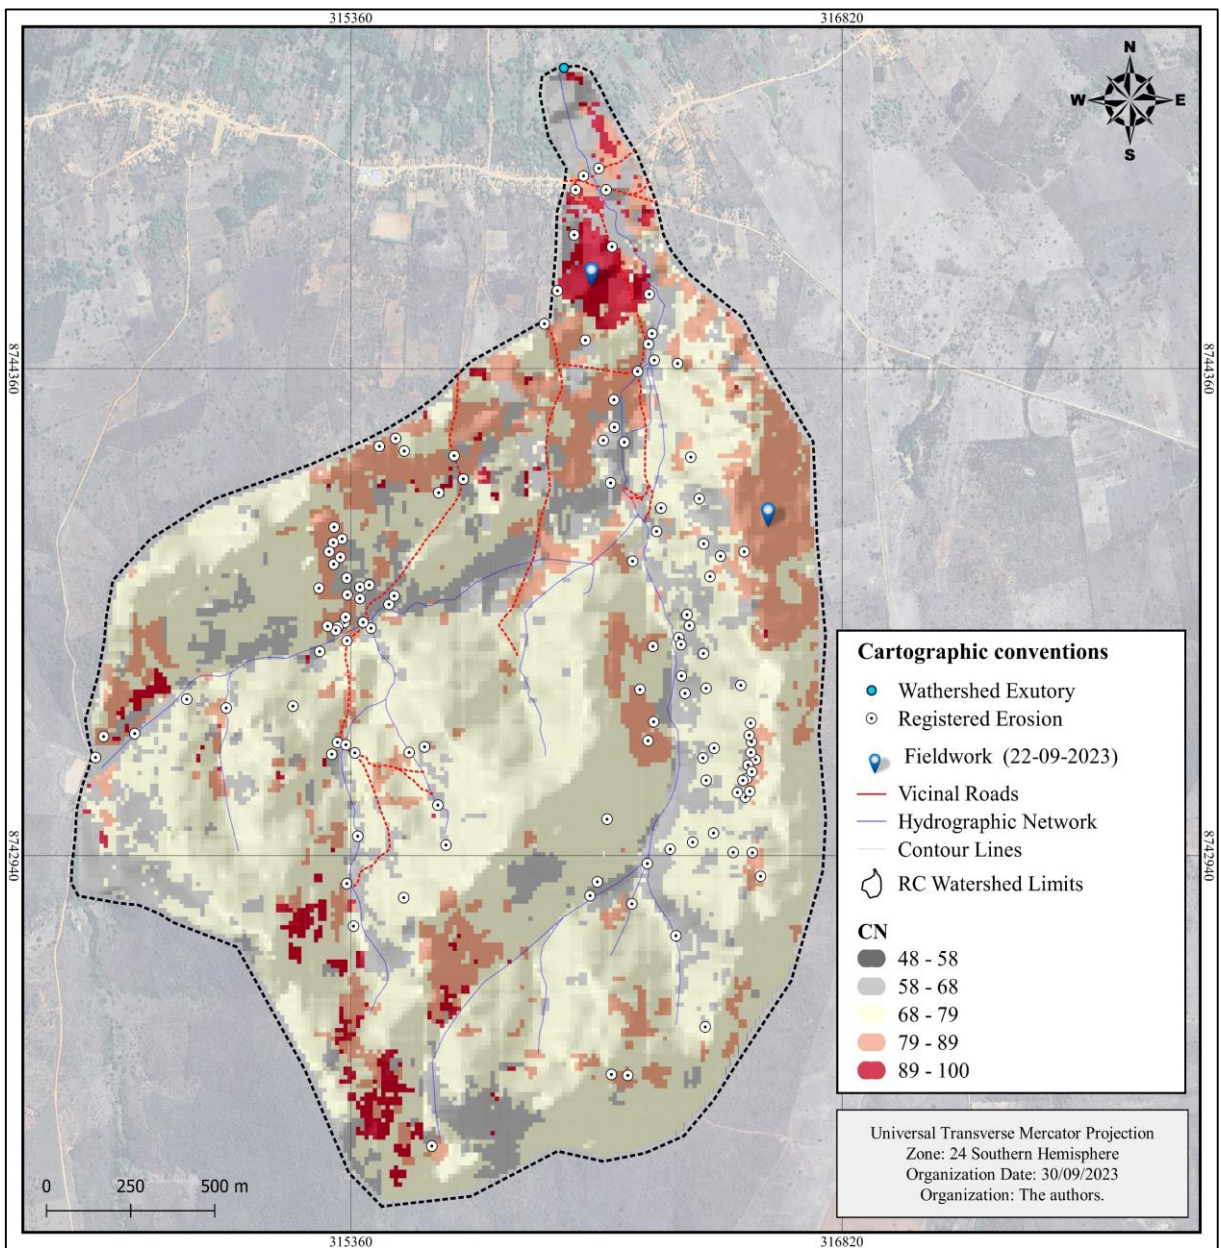 315360
316820
N
W
E
S
8744360
8744360
Cartographic conventions
Wathershed Exutory
Registered Erosion
Fieldwork (22-09-2023)
Vicinal Roads
Hydrographic Network
Contour Lines
RC Watershed Limits
8742940
8742940
CN
48 - 58
58 - 68
68 - 79
79 - 89
89 - 100
Universal Transverse Mercator Projection
Zone: 24 Southern Hemisphere
Organization Date: 30/09/2023
Organization: The authors.
0 250 500 m
315360
316820